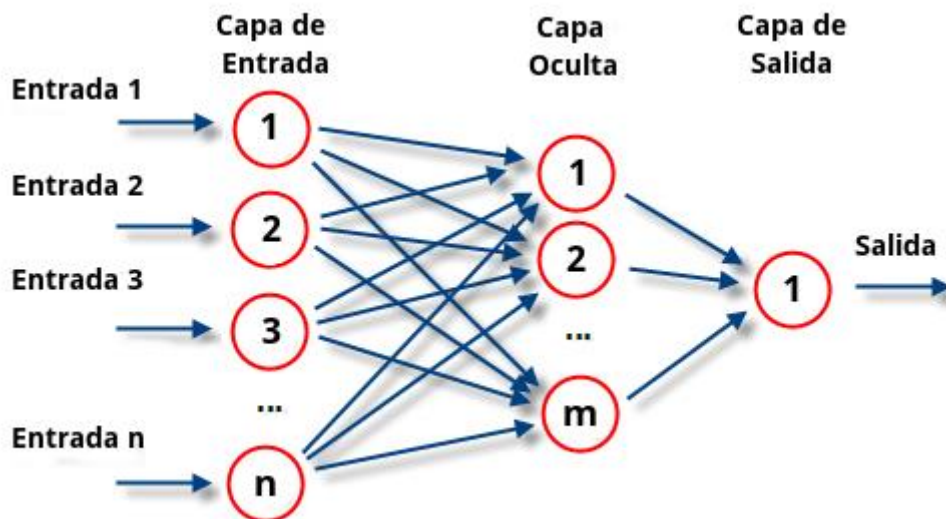 Capa de
Entrada
Capa
Oculta
Capa de
Salida
Entrada 1
1
1
Entrada 2
2
2
Entrada 3
3
1
Salida
...
...
m
Entrada n
n